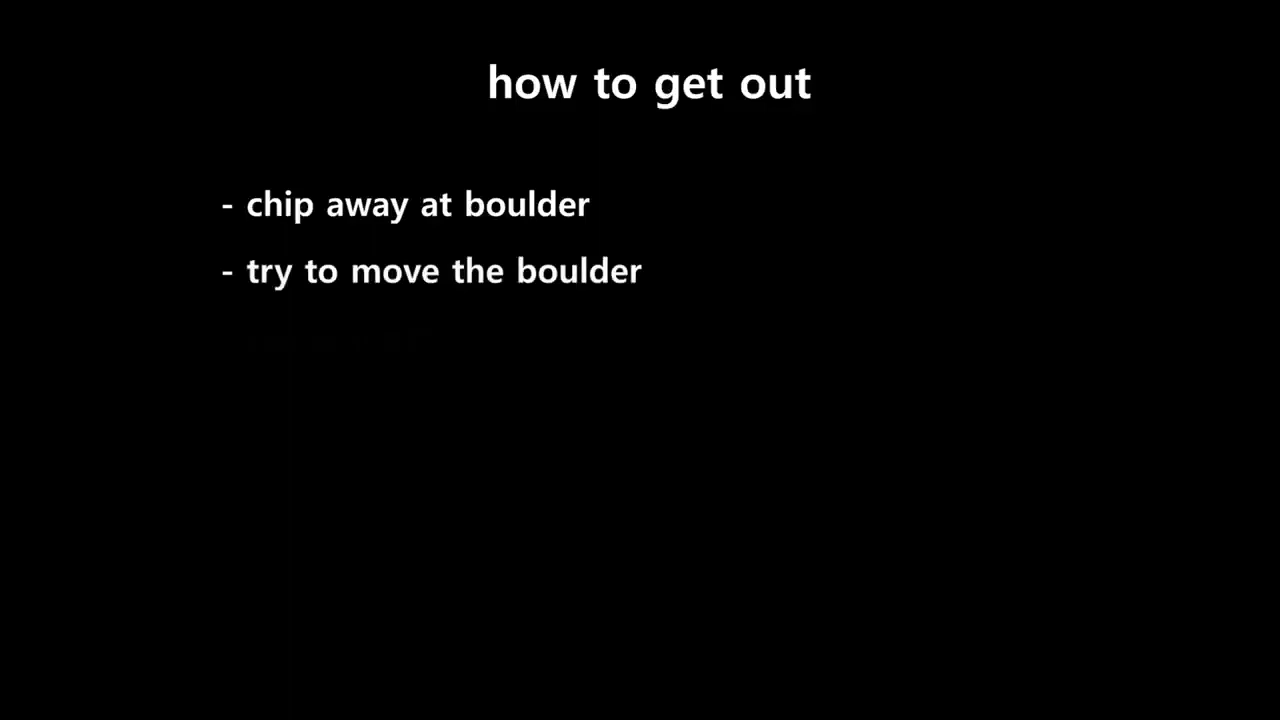 how to get out
- chip away at boulder
- try to move the boulder